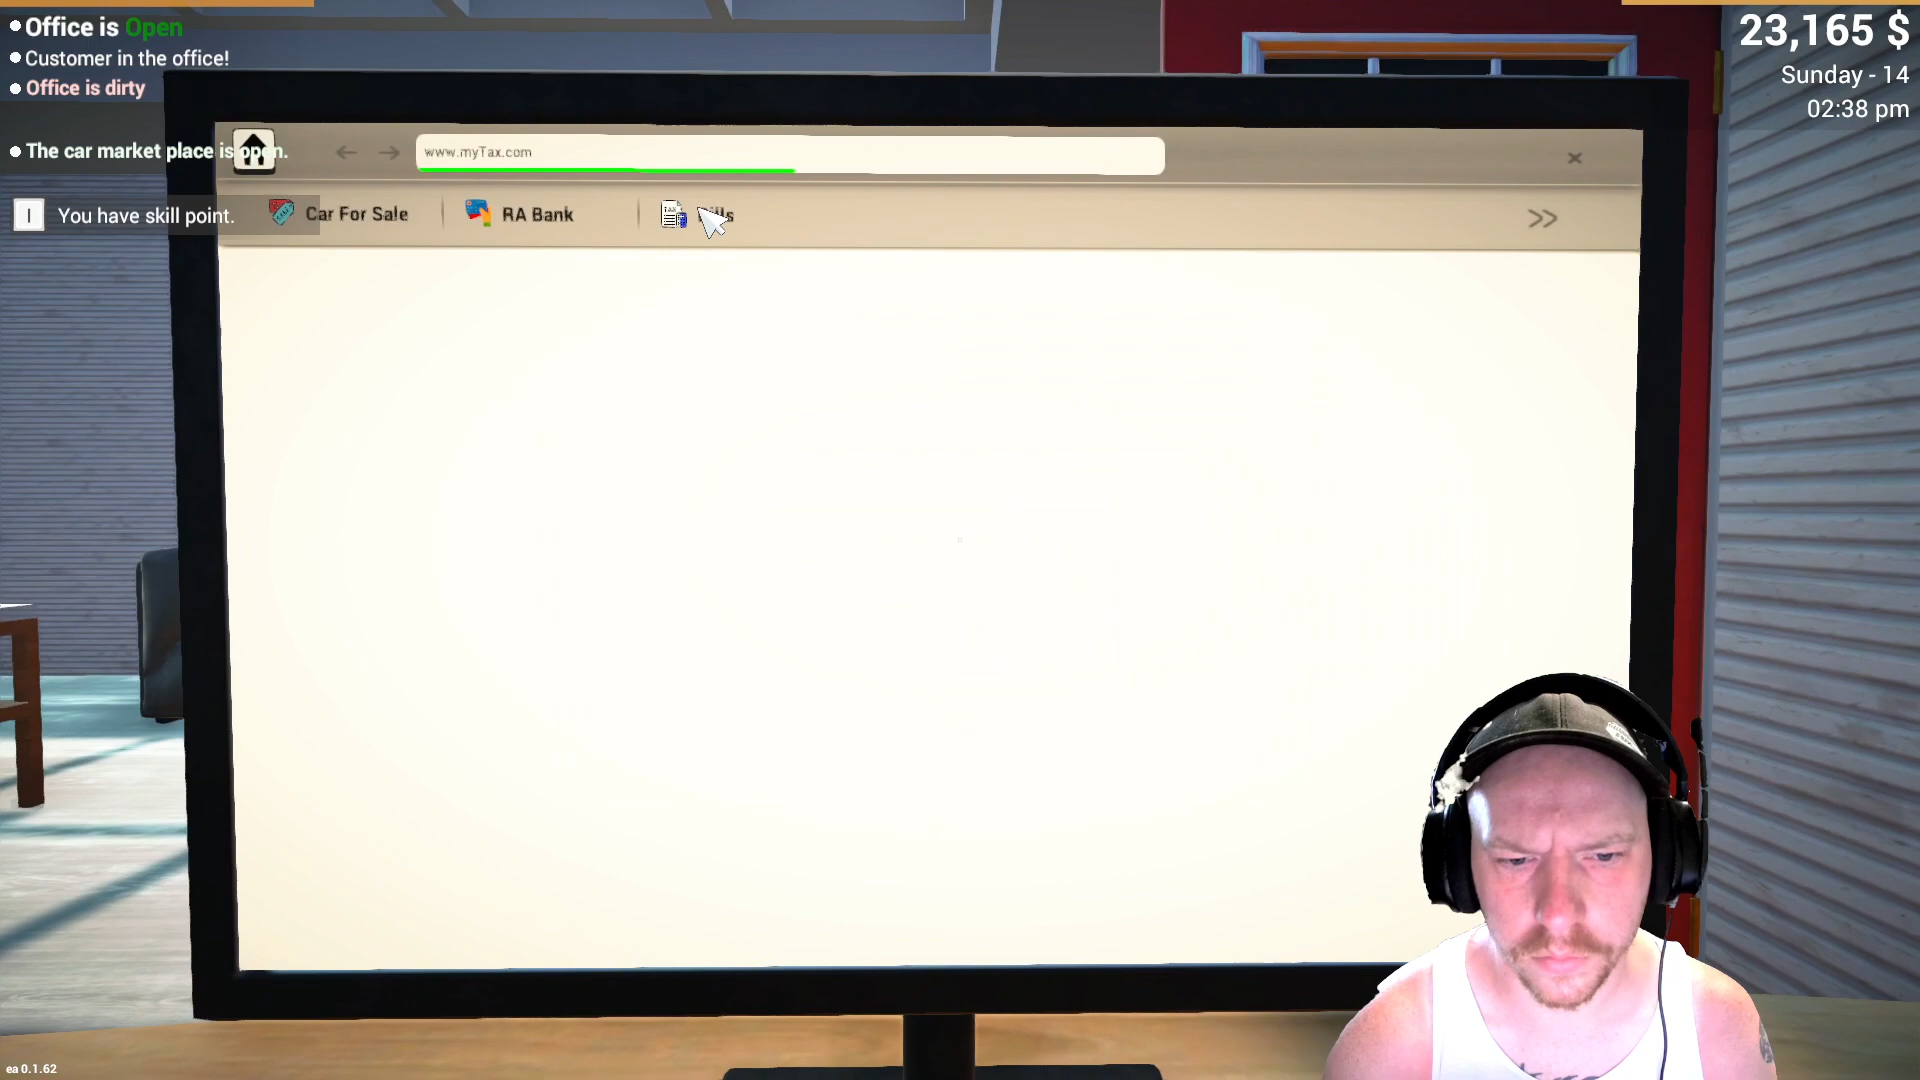 Office is Open
Customer in the office!
Office is dirty
The car market place is open.
I
You have skill point.
23,165 $
Sunday - 14
02:38 pm
www.myTax.com
Car For Sale
RA Bank
TAX
ea 0.1.62